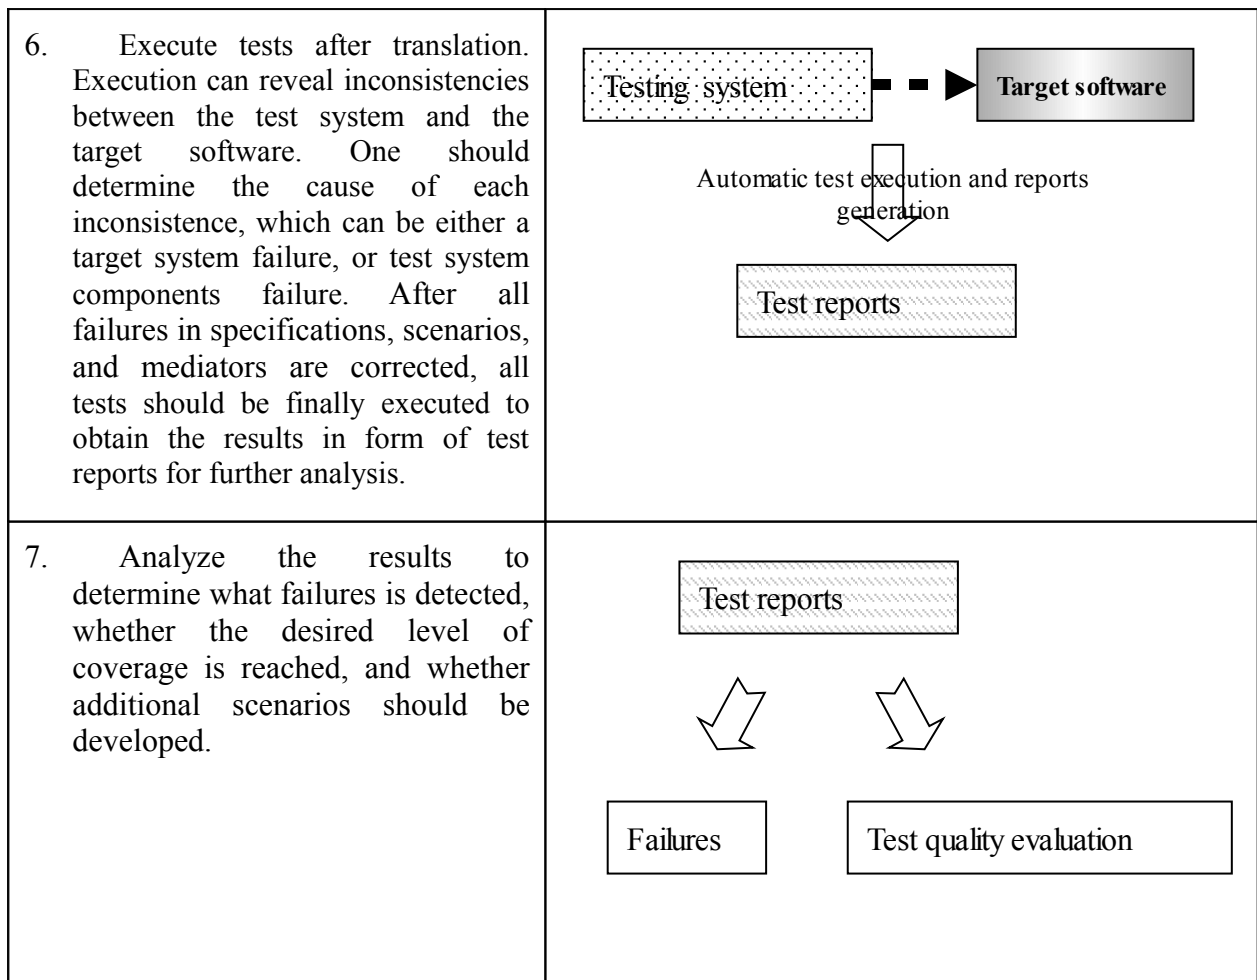 6. Execute tests after translation.
Execution can reveal inconsistencies
between the test system and the
target software. One should
determine the cause of each
inconsistence, which can be either a
target system failure, or test system
components failure. After all
failures in specifications, scenarios,
and mediators are corrected, all
tests should be finally executed to
obtain the results in form of test
reports for further analysis.
Testing system
Target software
Automatic test execution and reports
generation
Test reports
7. Analyze the results to
determine what failures is detected,
whether the desired level of
coverage is reached, and whether
additional scenarios should be
developed.
Test reports
Failures
Test quality evaluation